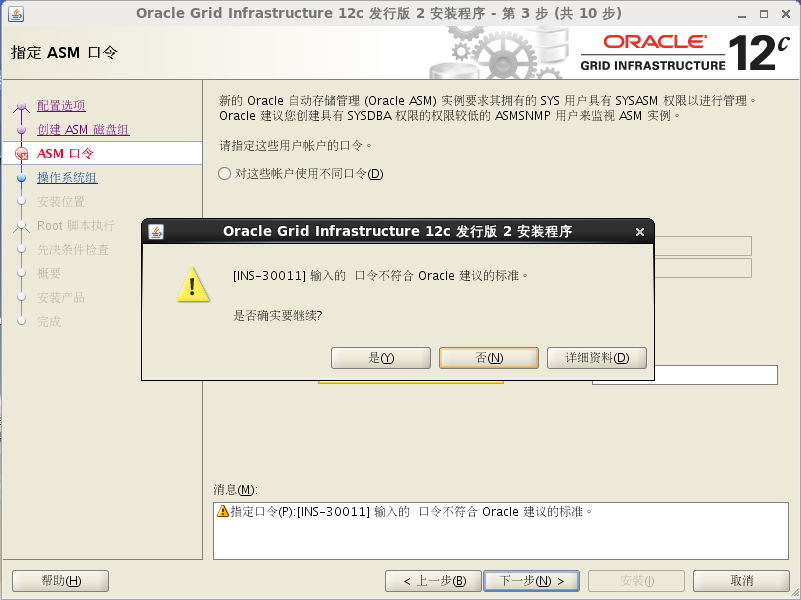 Oracle Grid Infrastructure 12c 发行版 2 安装程序 - 第 3 步 (共 10 步)
指定 ASM 口令
ORACLE
GRID INFRASTRUCTURE 12c
配置选项
创建 ASM 磁盘组
ASM 口令
操作系统组
安装位置
Root 脚本执行
先决条件检查
概要
安装产品
完成
新的 Oracle 自动存储管理 (Oracle ASM) 实例要求其拥有的 SYS 用户具有 SYSASM 权限以进行管理。
Oracle 建议您创建具有 SYSDBA 权限的权限较低的 ASMSNMP 用户来监视 ASM 实例。
请指定这些用户帐户的口令。
对这些帐户使用不同口令(D)
Oracle Grid Infrastructure 12c 发行版 2 安装程序
[INS-30011] 输入的  口令不符合 Oracle 建议的标准。
是否确实要继续?
是(Y)
否(N)
详细资料(D)
消息(M):
指定口令(P):[INS-30011] 输入的  口令不符合 Oracle 建议的标准。
帮助(H)
< 上一步(B)
下一步(N) >
安装(I)
取消